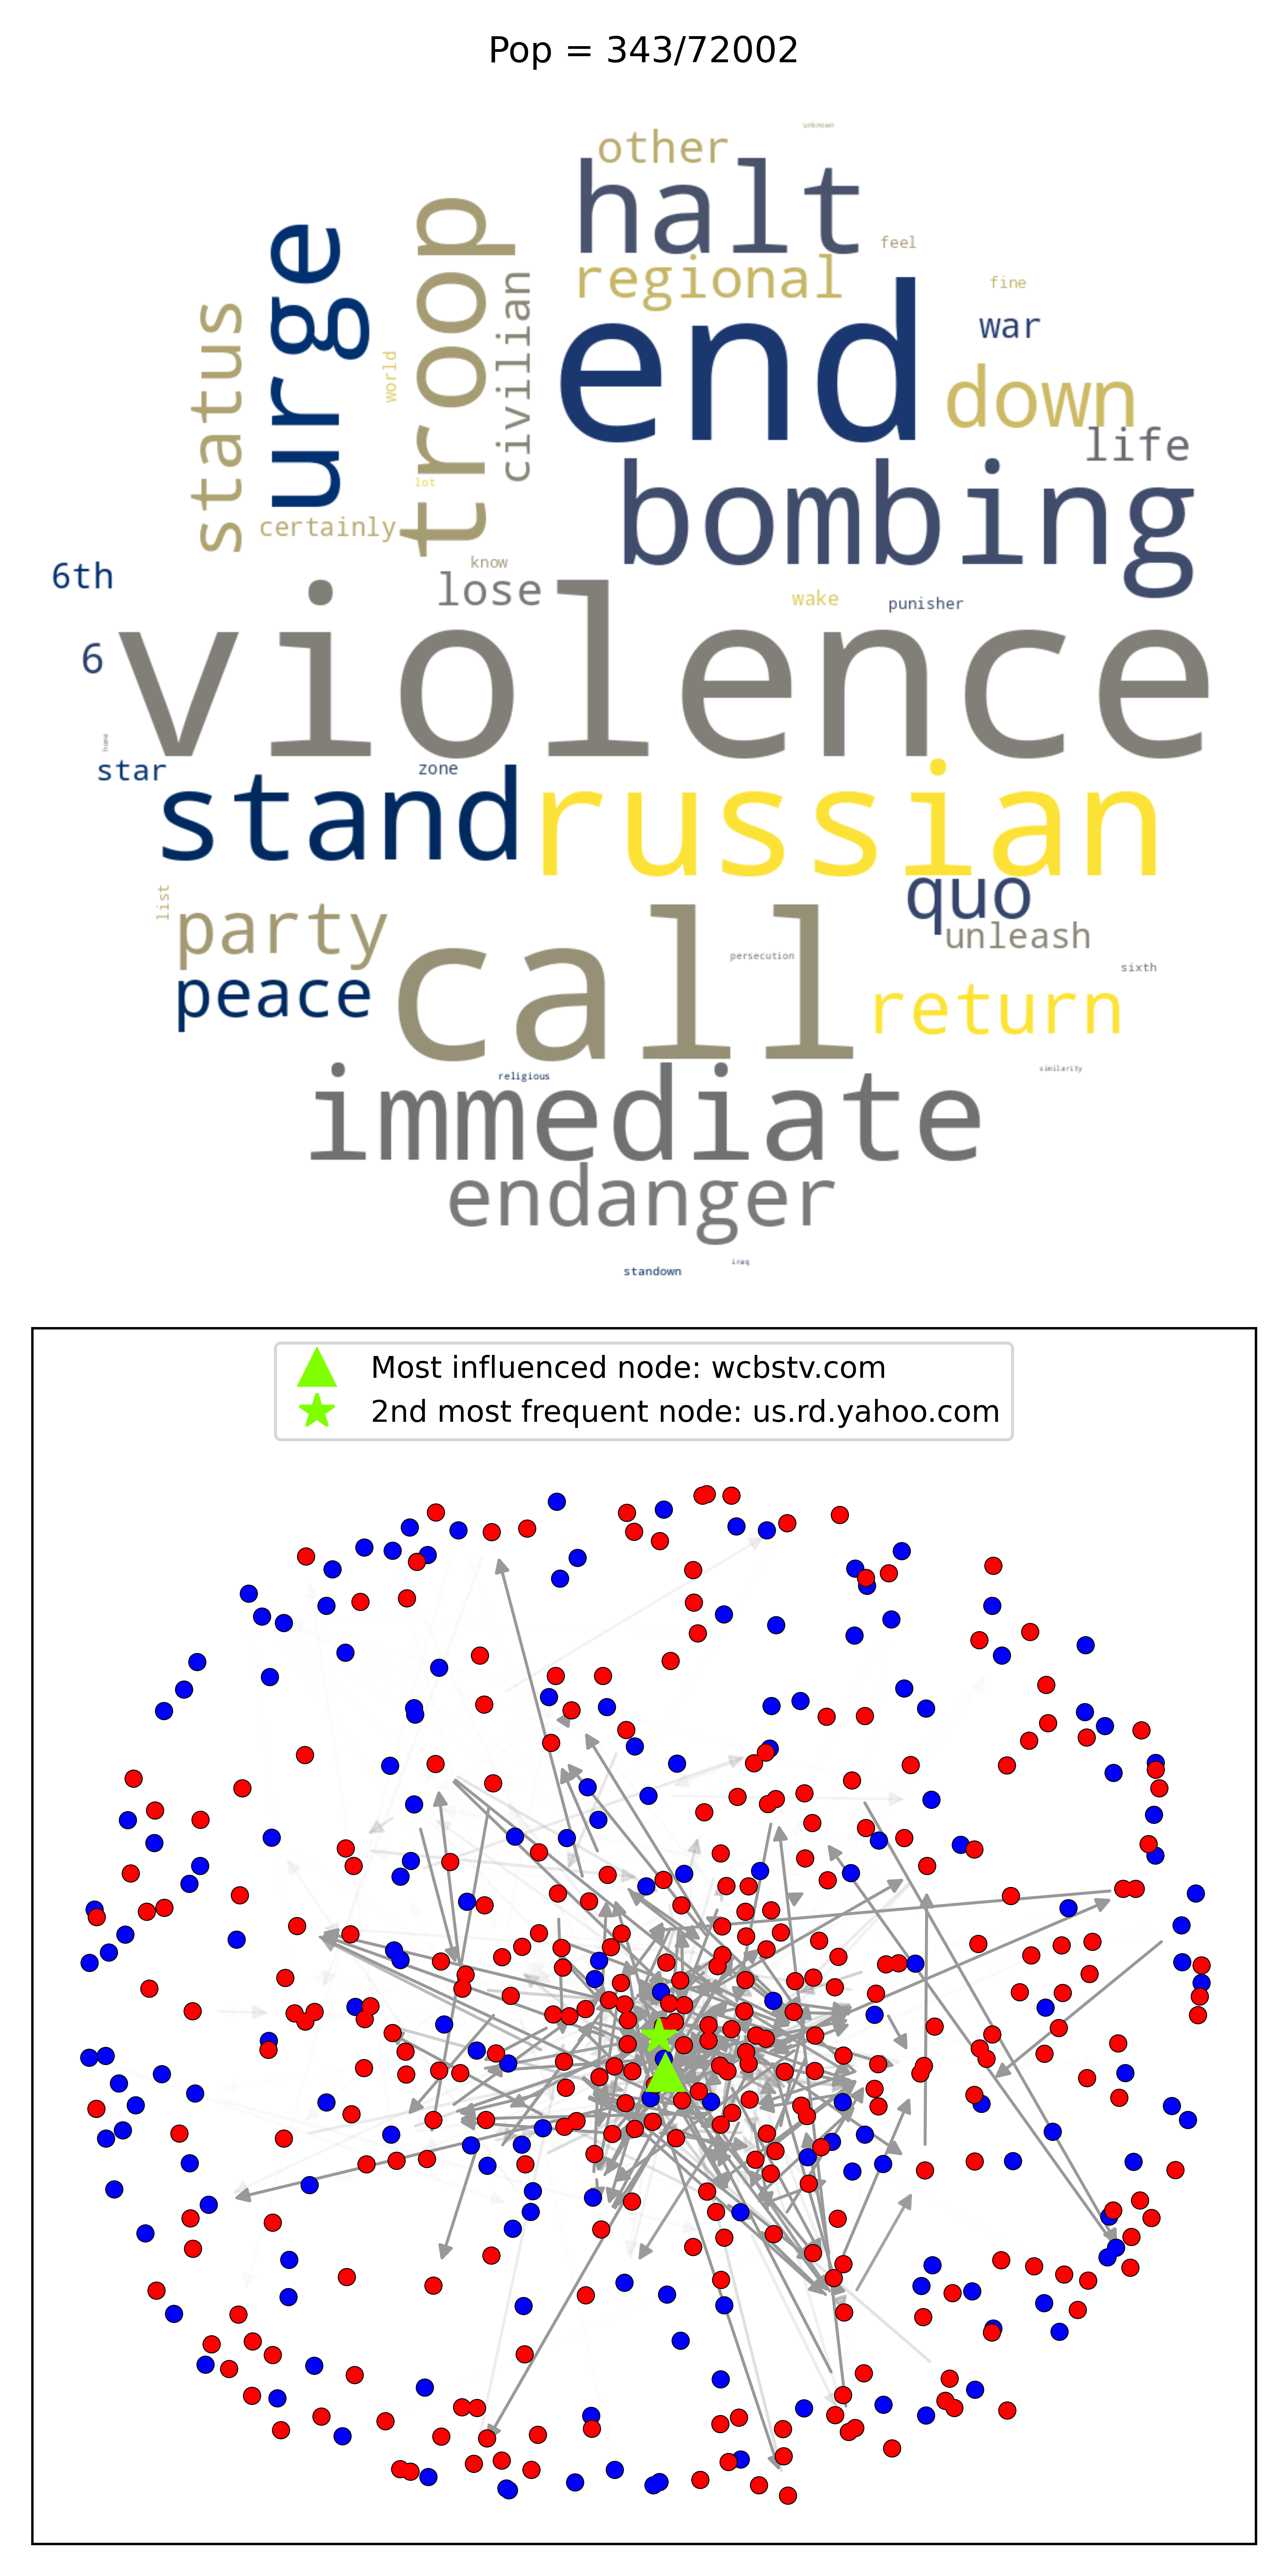 Pop = 343/72002
unknown
other
halt
feel
regional
fine
urge
troop
civilian
status
world
end
war
down
life
lot
bombing
certainly
know
6th
lose
wake
punisher
6
violence
home
star
zone
stand
russian
quo
list
party
unleash
call
persecution
sixth
peace
return
similarity
religious
immediate
endanger
iraq
standown
Most influenced node: wcbstv.com
2nd most frequent node: us.rd.yahoo.com